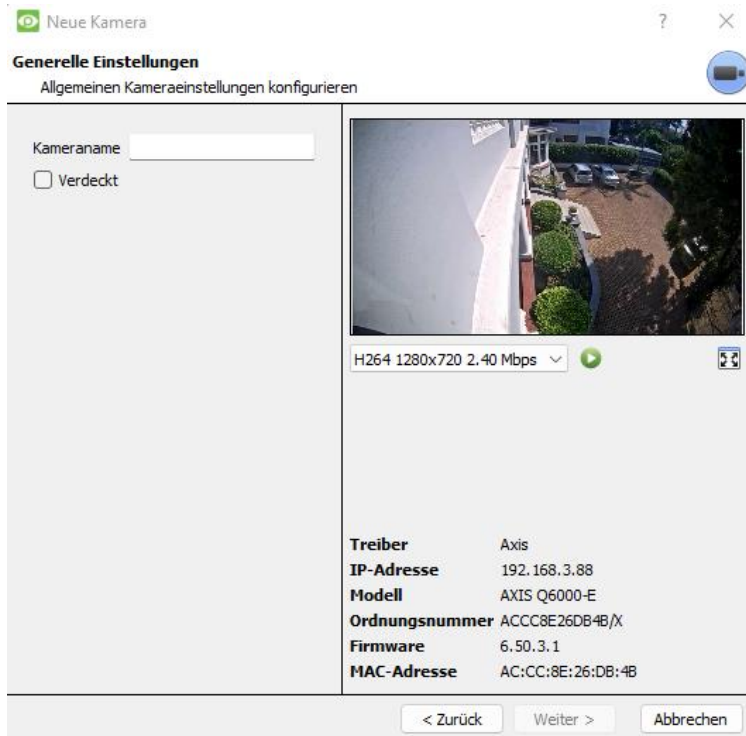 Neue Kamera
Generelle Einstellungen
Allgemeinen Kameraeinstellungen konfigurieren
Kameraname
Verdeckt
H264 1280x720 2.40 Mbps
Treiber Axis
IP-Adresse 192.168.3.88
Modell AXIS Q6000-E
Ordnungsnummer ACCC8E26DB4B/X
Firmware 6.50.3.1
MAC-Adresse AC:CC:8E:26:DB:4B
< Zurück Weiter > Abbrechen